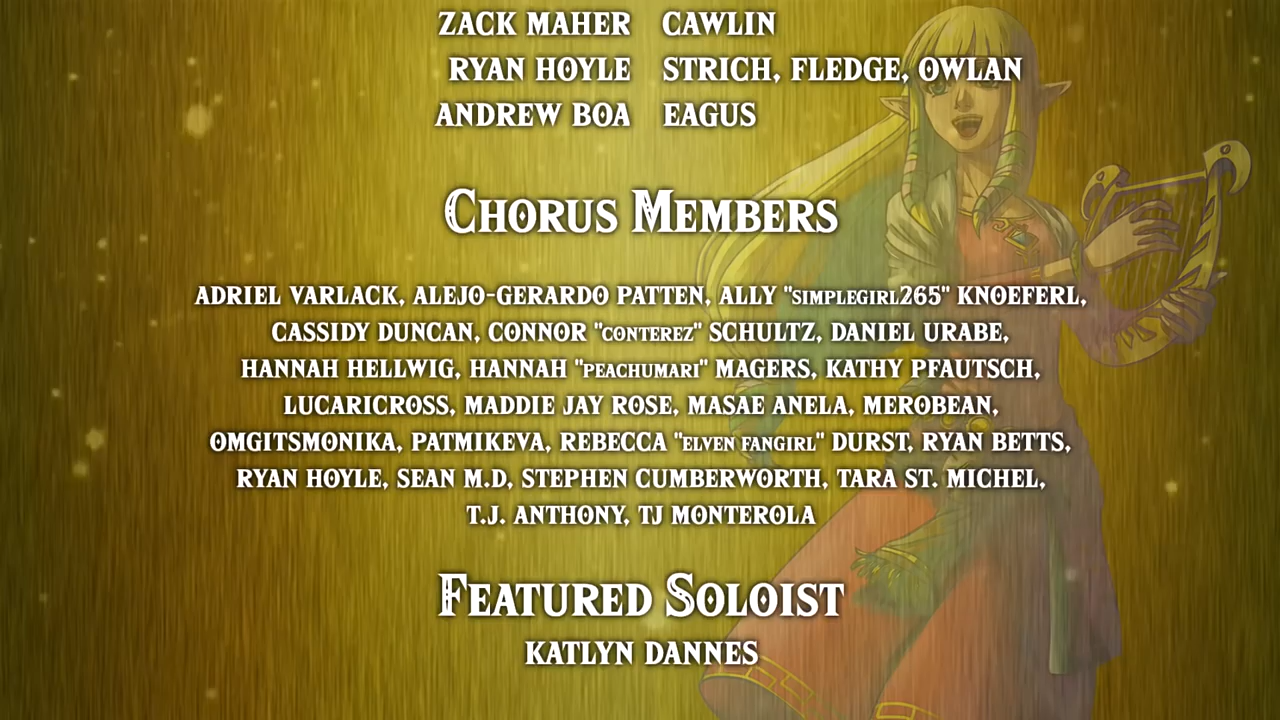 ZACK MAHER CAWLIN
RYAN HOYLE STRICH, FLEDGE, OWLAN
ANDREW BOA EAGUS
CHORUS MEMBERS
ADRIEL VARLACK, ALEJO-GERARDO PATTEN, ALLY "SIMPLEGIRL265" KNOEFERL,
CASSIDY DUNCAN, CONNOR "CONTEREZ" SCHULTZ, DANIEL URABE,
HANNAH HELLWIG, HANNAH "PEACHUMARI" MAGERS, KATHY PFAUTSCH,
LUCARICROSS, MADDIE JAY ROSE, MASAE ANELA, MEROBEAN,
OMGITSMONIKA, PATMIKEVA, REBECCA "ELVEN FANGIRL" DURST, RYAN BETTS,
RYAN HOYLE, SEAN M.D, STEPHEN CUMBERWORTH, TARA ST. MICHEL,
T.J. ANTHONY, TJ MONTEROLA
FEATURED SOLOIST
KATLYN DANNES